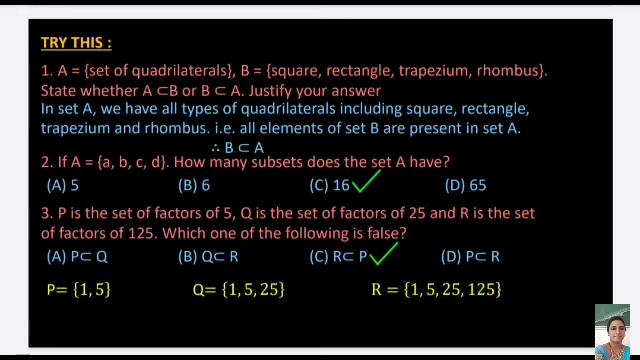 TRY THIS :
1. A = {set of quadrilaterals}, B = {square, rectangle, trapezium, rhombus}.
State whether A ⊂B or B ⊂ A. Justify your answer
In set A, we have all types of quadrilaterals including square, rectangle,
trapezium and rhombus. i.e. all elements of set B are present in set A.
∴ B ⊂ A
2. If A = {a, b, c, d}. How many subsets does the set A have?
(A) 5 (B) 6 (C) 16 (D) 65
3. P is the set of factors of 5, Q is the set of factors of 25 and R is the set
of factors of 125. Which one of the following is false?
(A) P⊂ Q (B) Q⊂ R (C) R⊂ P (D) P⊂ R
P= {1, 5} Q= {1, 5, 25} R = {1, 5, 25, 125}